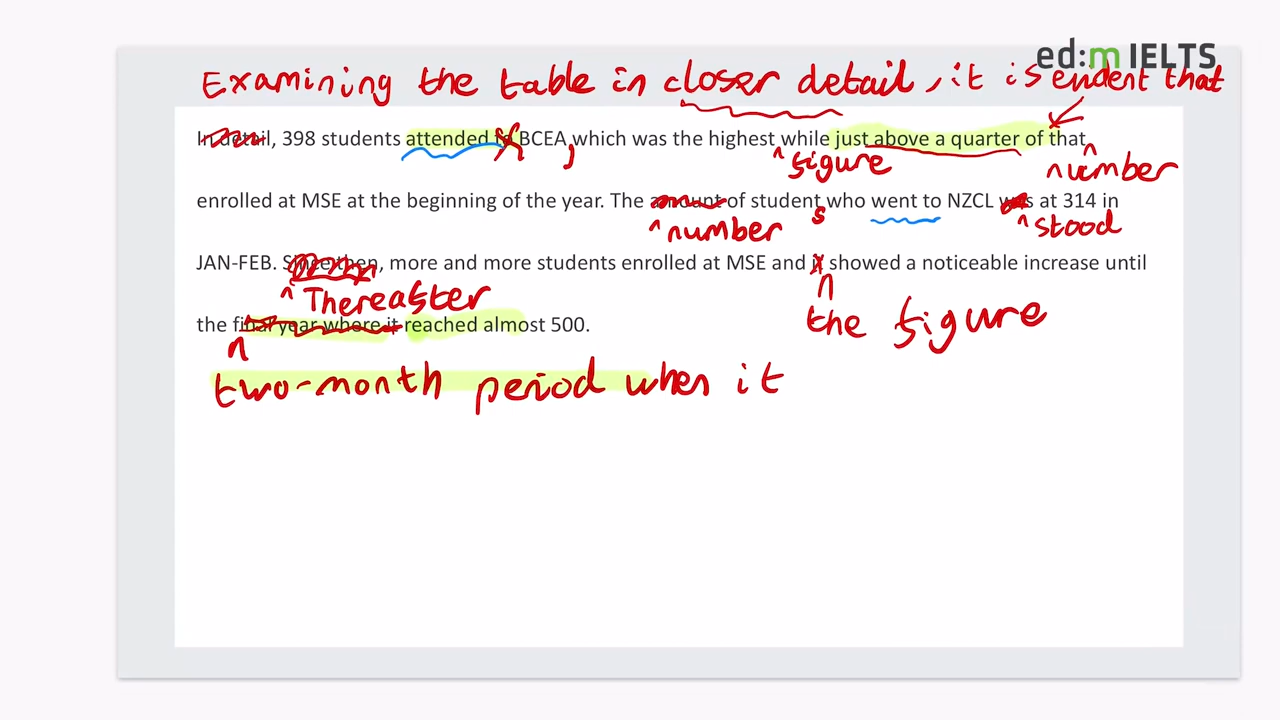 ed:m IELTS
Examining the table in closer detail, it is evident that
In detail, 398 students attended to BCEA, which was the highest while just above a quarter of that
figure
number
enrolled at MSE at the beginning of the year. The amount of student who went to NZCL was at 314 in
number
s
stood
JAN-FEB. Since then, more and more students enrolled at MSE and it showed a noticeable increase until
Thereafter
the figure
the final year where it reached almost 500.
two-month period when it